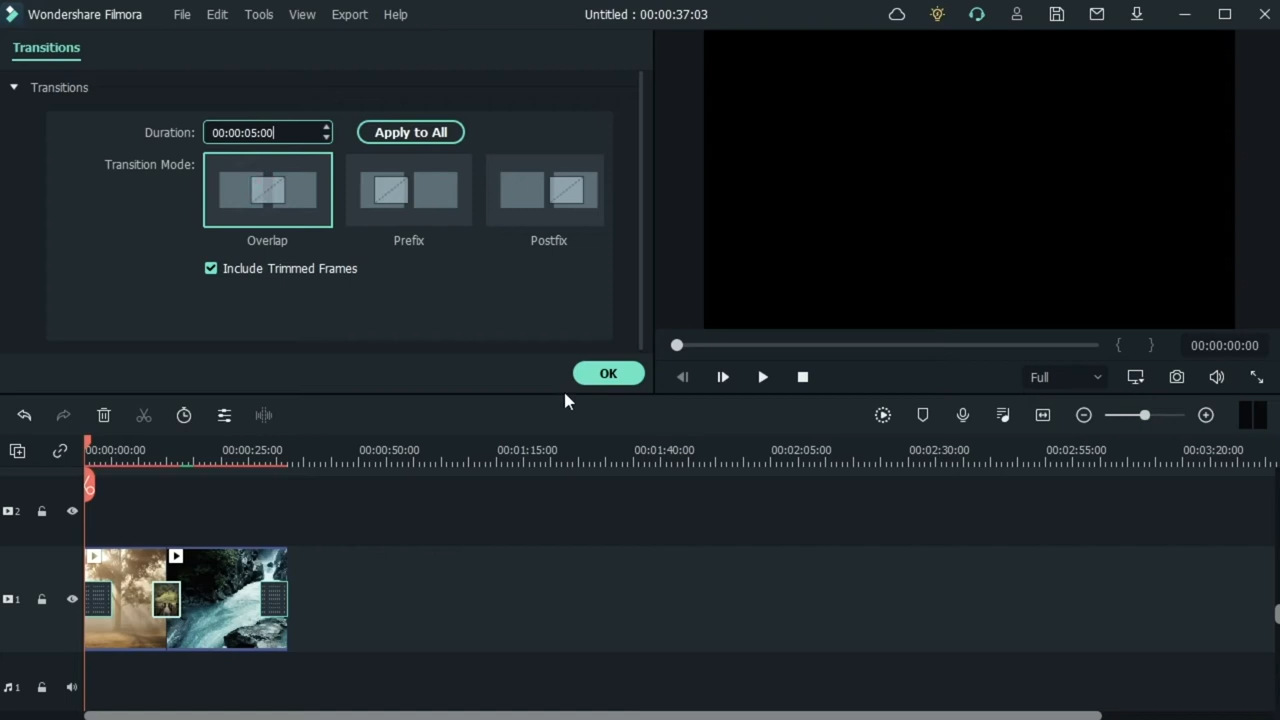 Wondershare Filmora File Edit Tools View Export Help Untitled : 00:00:37:03
Transitions
Transitions
Duration: 00:00:05:00 Apply to All
Transition Mode:
Overlap Prefix Postfix
Include Trimmed Frames
00:00:00:00
OK
Full
00:00:00:00 00:00:25:00 00:00:50:00 00:01:15:00 00:01:40:00 00:02:05:00 00:02:30:00 00:02:55:00 00:03:20:00
2
1
1